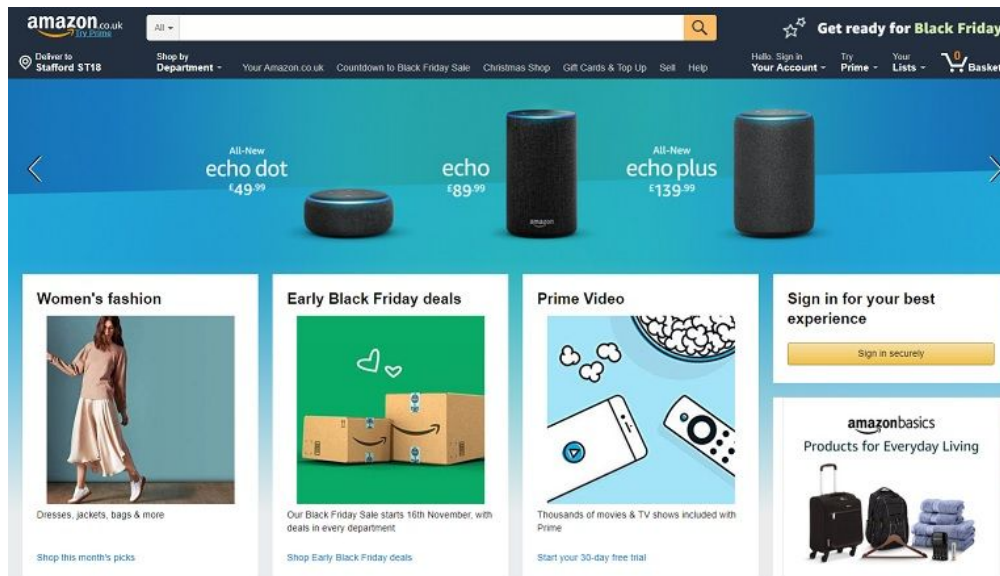 amazon.co.uk
Try Prime
All
Get ready for Black Friday
Deliver to
Stafford ST18
Shop by
Department
Your Amazon.co.uk Countdown to Black Friday Sale Christmas Shop Gift Cards & Top Up Sell Help
Hello. Sign in
Your Account
Try
Prime
Your
Lists
0
Basket
All-New
echo dot
£49.99
echo
£89.99
All-New
echo plus
£139.99
amazon
Women's fashion
Dresses, jackets, bags & more
Shop this month's picks
Early Black Friday deals
Our Black Friday Sale starts 16th November, with
deals in every department
Shop Early Black Friday deals
Prime Video
Thousands of movies & TV shows included with
Prime
Start your 30-day free trial
Sign in for your best
experience
Sign in securely
amazonbasics
Products for Everyday Living